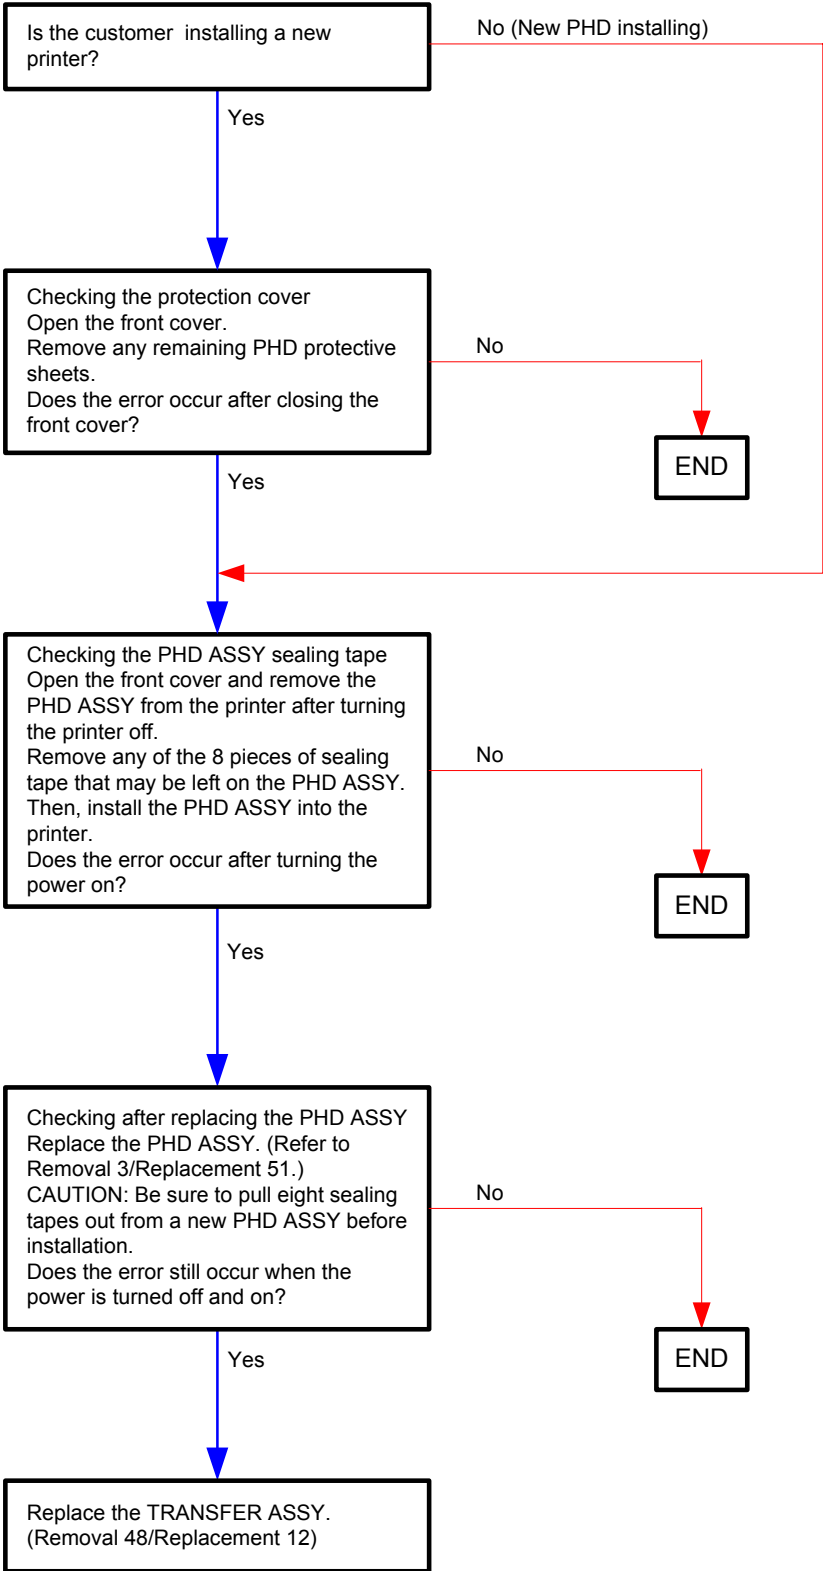 Is the customer  installing a new
printer?
No (New PHD installing)
Yes
Checking the protection cover
Open the front cover.
Remove any remaining PHD protective
sheets.
Does the error occur after closing the
front cover?
No
END
Yes
Checking the PHD ASSY sealing tape
Open the front cover and remove the
PHD ASSY from the printer after turning
the printer off.
Remove any of the 8 pieces of sealing
tape that may be left on the PHD ASSY.
Then, install the PHD ASSY into the
printer.
Does the error occur after turning the
power on?
No
END
Yes
Checking after replacing the PHD ASSY
Replace the PHD ASSY. (Refer to
Removal 3/Replacement 51.)
CAUTION: Be sure to pull eight sealing
tapes out from a new PHD ASSY before
installation.
Does the error still occur when the
power is turned off and on?
No
END
Yes
Replace the TRANSFER ASSY.
(Removal 48/Replacement 12)